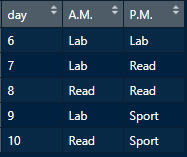 day A.M. P.M.
6 Lab Lab
7 Lab Read
8 Read Read
9 Lab Sport
10 Read Sport